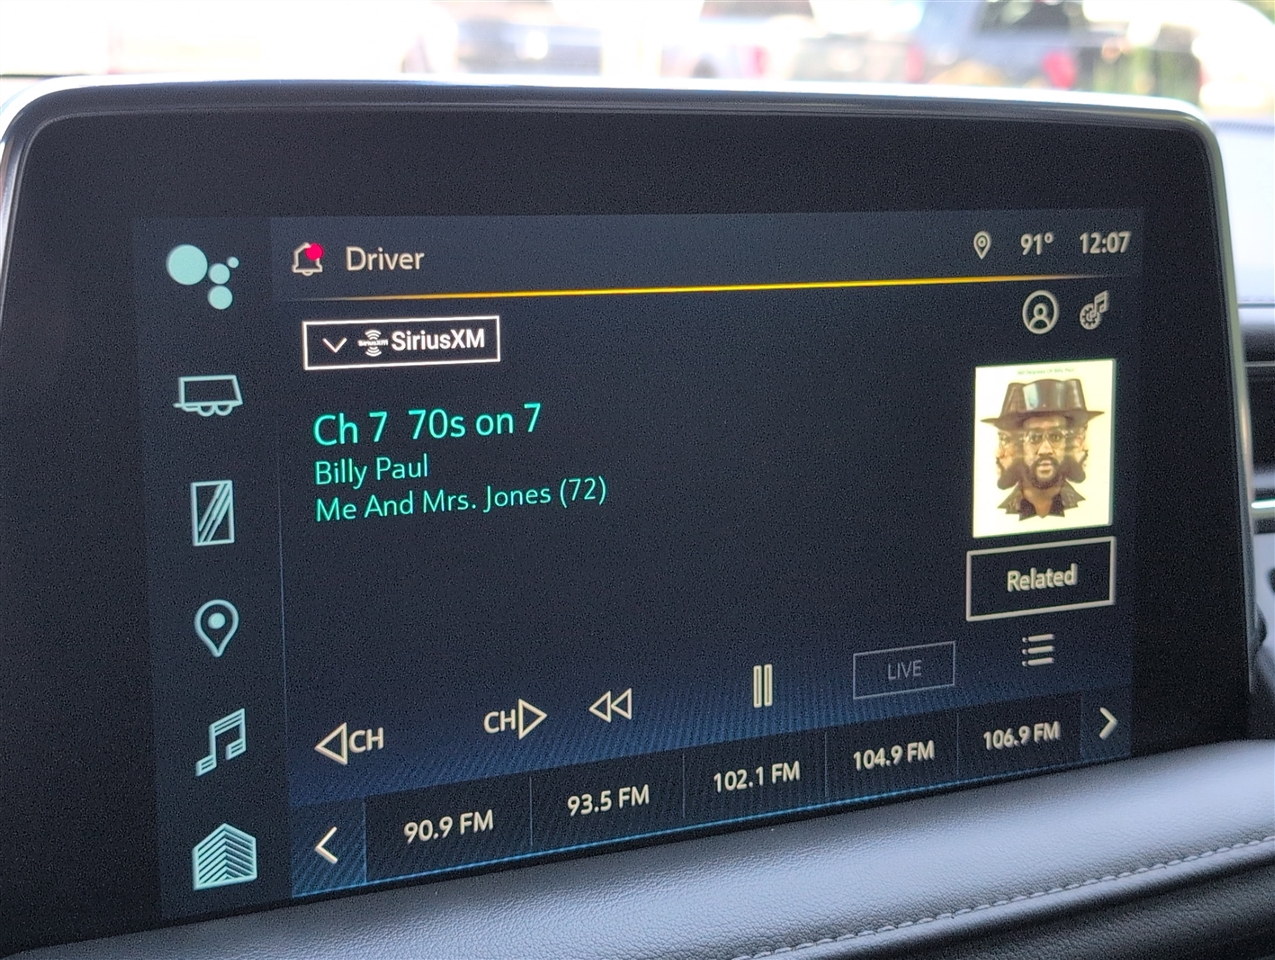 Driver 91° 12:07
SiriusXM
Ch 7 70s on 7
Billy Paul
Me And Mrs. Jones (72)
Related
LIVE
CH CH
90.9 FM 93.5 FM 102.1 FM 104.9 FM 106.9 FM